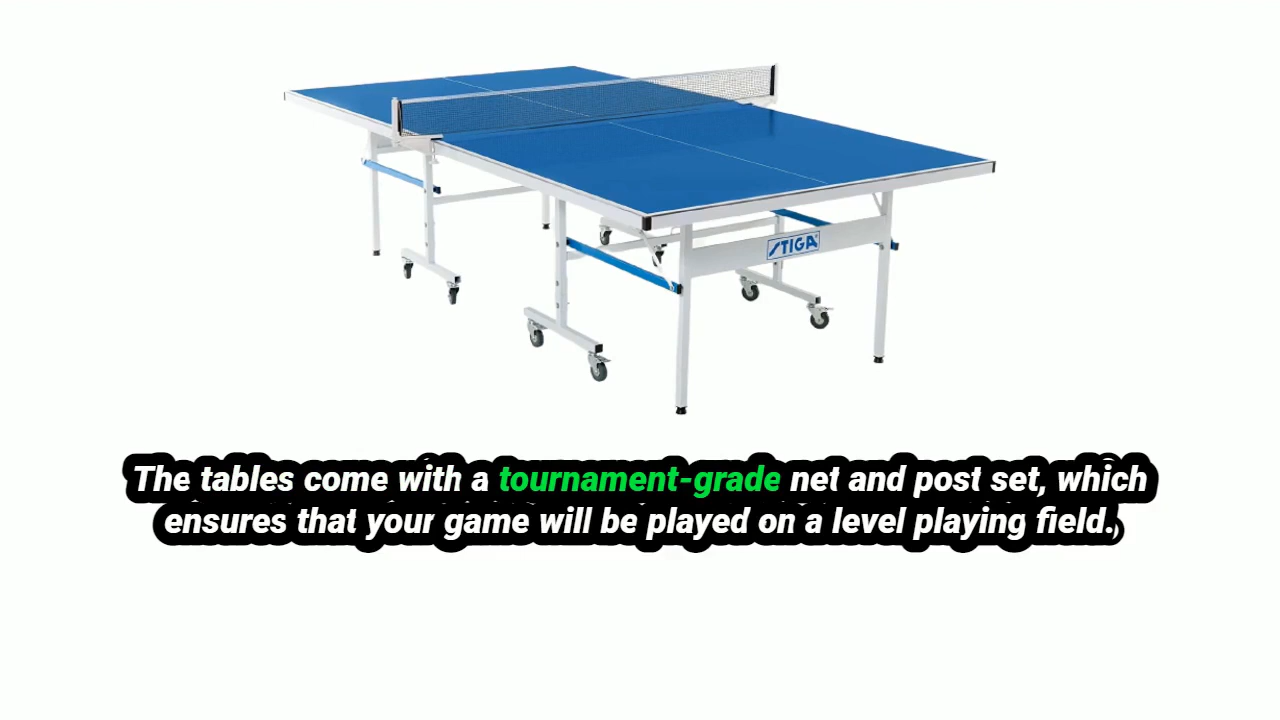 STIGA
The tables come with a tournament-grade net and post set, which
ensures that your game will be played on a level playing field.,